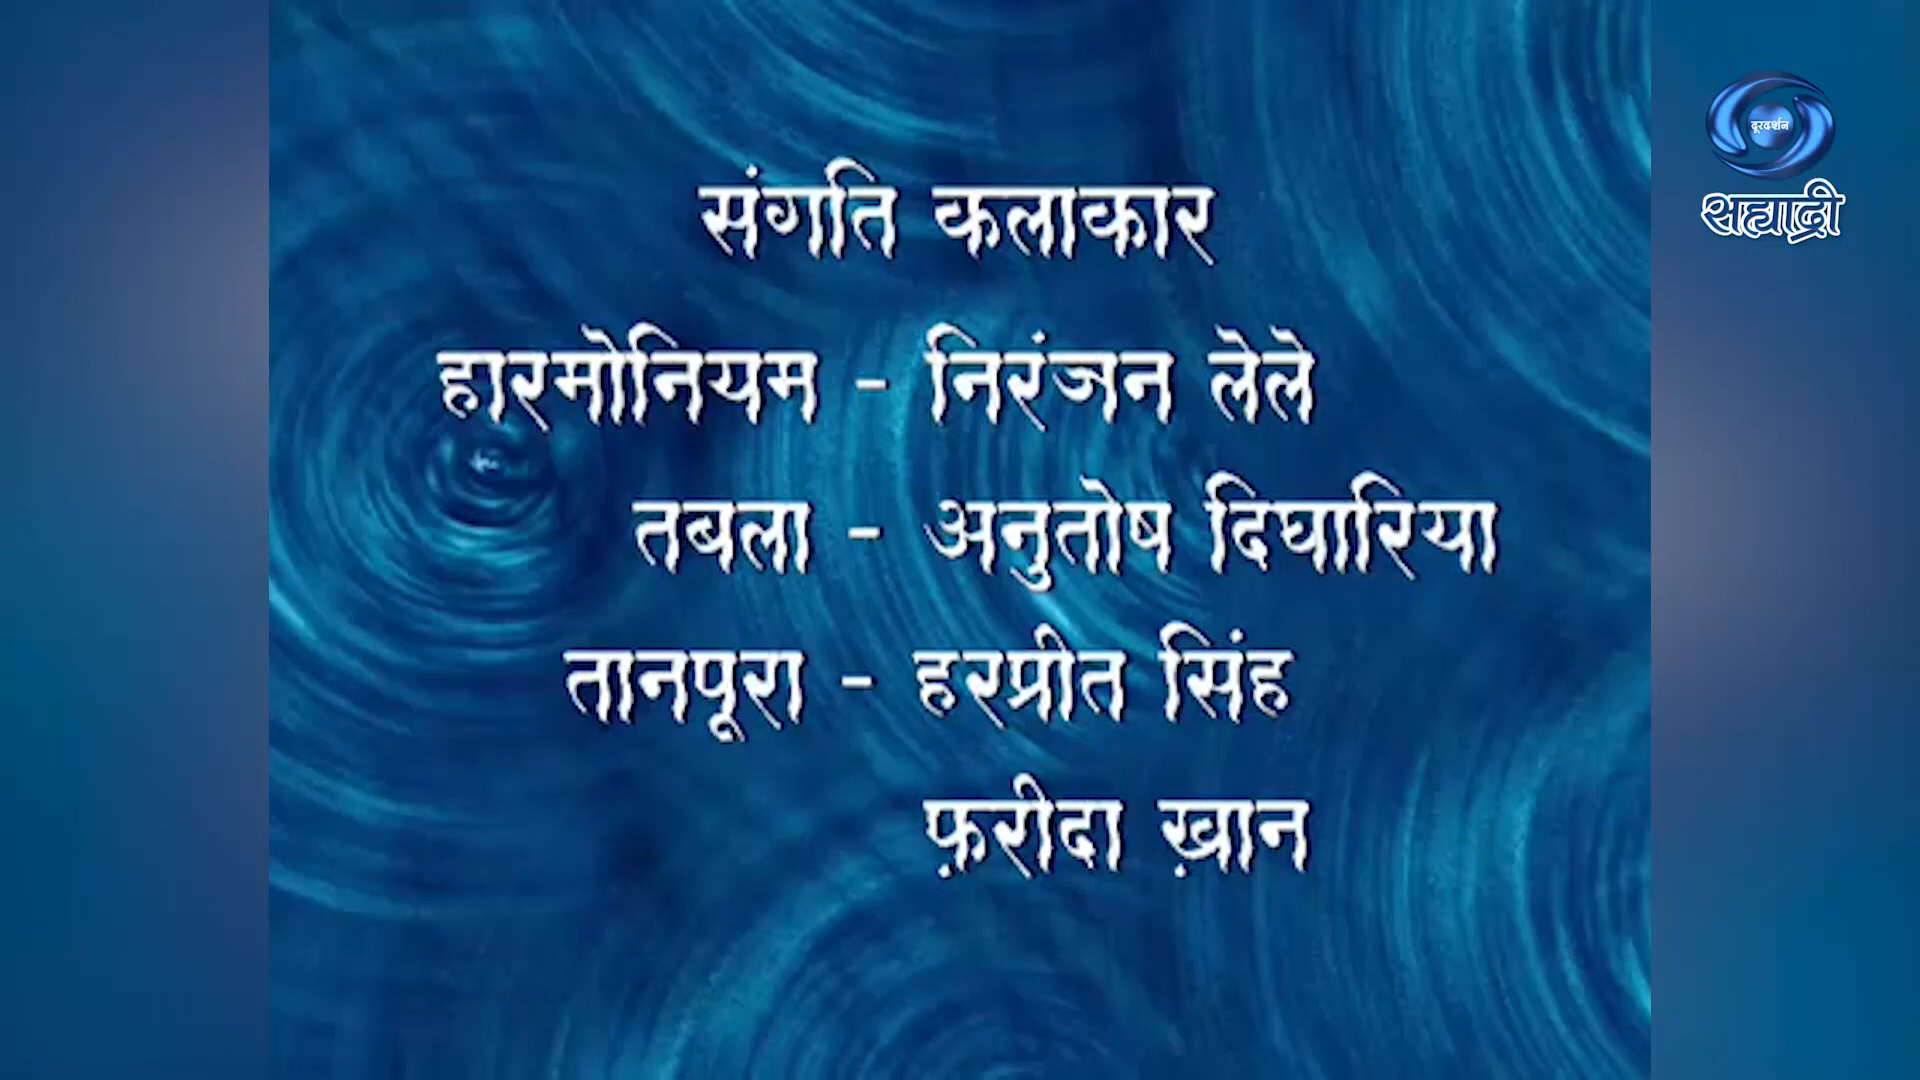 संगति कलाकार
हारमोनियम - निरंजन लेले
तबला - अनुतोष दिघारिया
तानपूरा - हरप्रीत सिंह
फ़रीदा ख़ान
दूरदर्शन
सह्याद्री